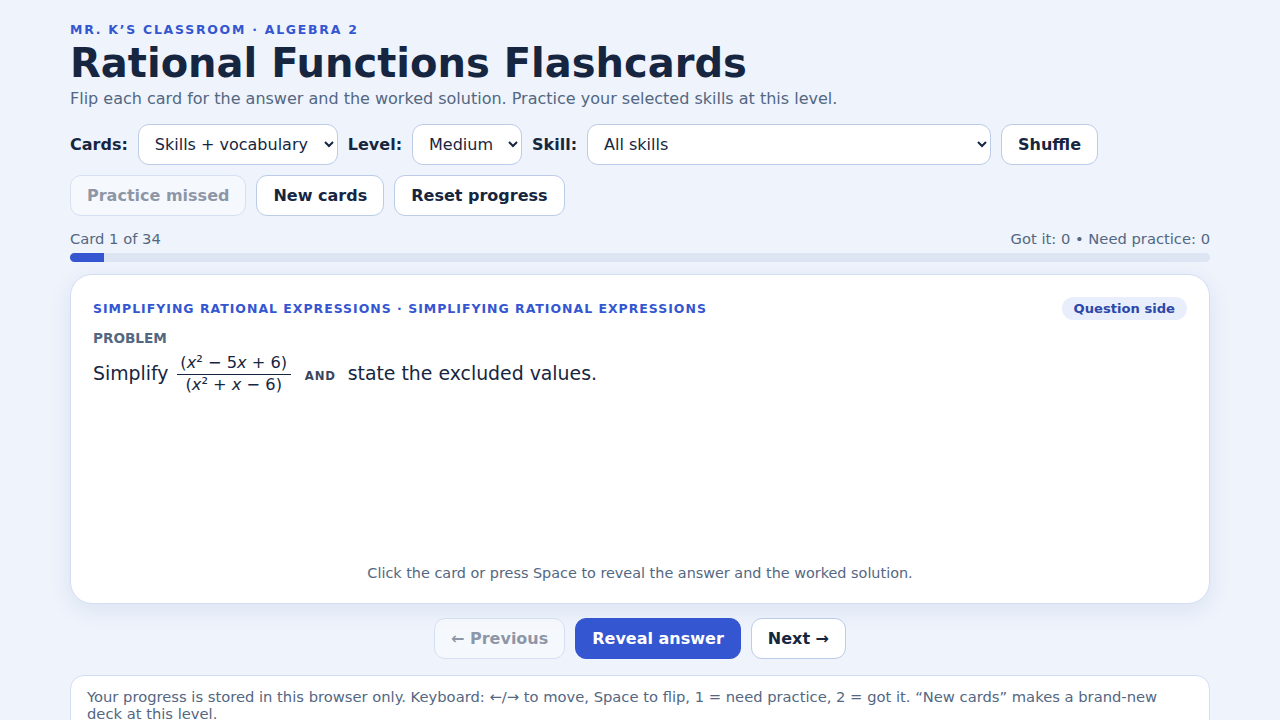 MR. K’S CLASSROOM · ALGEBRA 2
Rational Functions Flashcards
Flip each card for the answer and the worked solution. Practice your selected skills at this level.
Cards: Skills + vocabulary Level: Medium Skill: All skills Shuffle
Practice missed New cards Reset progress
Card 1 of 34 Got it: 0 • Need practice: 0
SIMPLIFYING RATIONAL EXPRESSIONS · SIMPLIFYING RATIONAL EXPRESSIONS Question side
PROBLEM
Simplify (x² − 5x + 6) / (x² + x − 6) AND state the excluded values.
Click the card or press Space to reveal the answer and the worked solution.
← Previous Reveal answer Next →
Your progress is stored in this browser only. Keyboard: ←/→ to move, Space to flip, 1 = need practice, 2 = got it. “New cards” makes a brand-new
deck at this level.